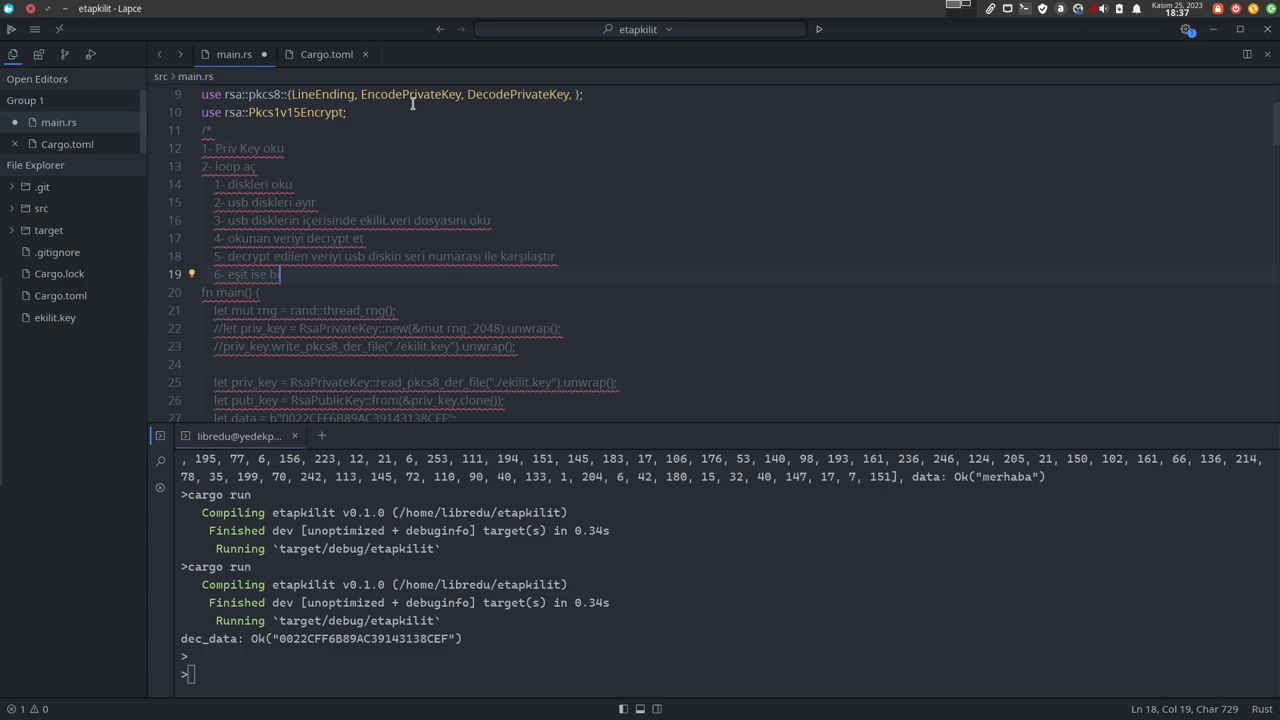 etapkilit - Lapce
Kasım 25, 2023
18:37
etapkilit
main.rs
Cargo.toml
Open Editors
Group 1
main.rs
Cargo.toml
File Explorer
.git
src
target
.gitignore
Cargo.lock
Cargo.toml
ekilit.key
src main.rs
9 use rsa::pkcs8::{LineEnding, EncodePrivateKey, DecodePrivateKey, };
10 use rsa::Pkcs1v15Encrypt;
11 /*
12 1- Priv Key oku
13 2- loop aç
14 1- diskleri oku
15 2- usb diskleri ayır
16 3- usb disklerin içerisinde ekilit.veri dosyasını oku
17 4- okunan veriyi decrypt et
18 5- decrypt edilen veriyi usb diskin seri numarası ile karşılaştır
19 6- eşit ise bi
20 fn main() {
21 let mut rng = rand::thread_rng();
22 //let priv_key = RsaPrivateKey::new(&mut rng, 2048).unwrap();
23 //priv_key.write_pkcs8_der_file("./ekilit.key").unwrap();
24
25 let priv_key = RsaPrivateKey::read_pkcs8_der_file("./ekilit.key").unwrap();
26 let pub_key = RsaPublicKey::from(&priv_key.clone());
27 let data = b"0022CFF6B89AC39143138CEF";
libredu@yedekp...
, 195, 77, 6, 156, 223, 12, 21, 6, 253, 111, 194, 151, 145, 183, 17, 106, 176, 53, 140, 98, 193, 161, 236, 246, 124, 205, 21, 150, 102, 161, 66, 136, 214,
78, 35, 199, 70, 242, 113, 145, 72, 110, 90, 40, 133, 1, 204, 6, 42, 180, 15, 32, 40, 147, 17, 7, 151], data: Ok("merhaba")
>cargo run
Compiling etapkilit v0.1.0 (/home/libredu/etapkilit)
Finished dev [unoptimized + debuginfo] target(s) in 0.34s
Running `target/debug/etapkilit`
>cargo run
Compiling etapkilit v0.1.0 (/home/libredu/etapkilit)
Finished dev [unoptimized + debuginfo] target(s) in 0.34s
Running `target/debug/etapkilit`
dec_data: Ok("0022CFF6B89AC39143138CEF")
>
>
1 0
Ln 18, Col 19, Char 729
Rust